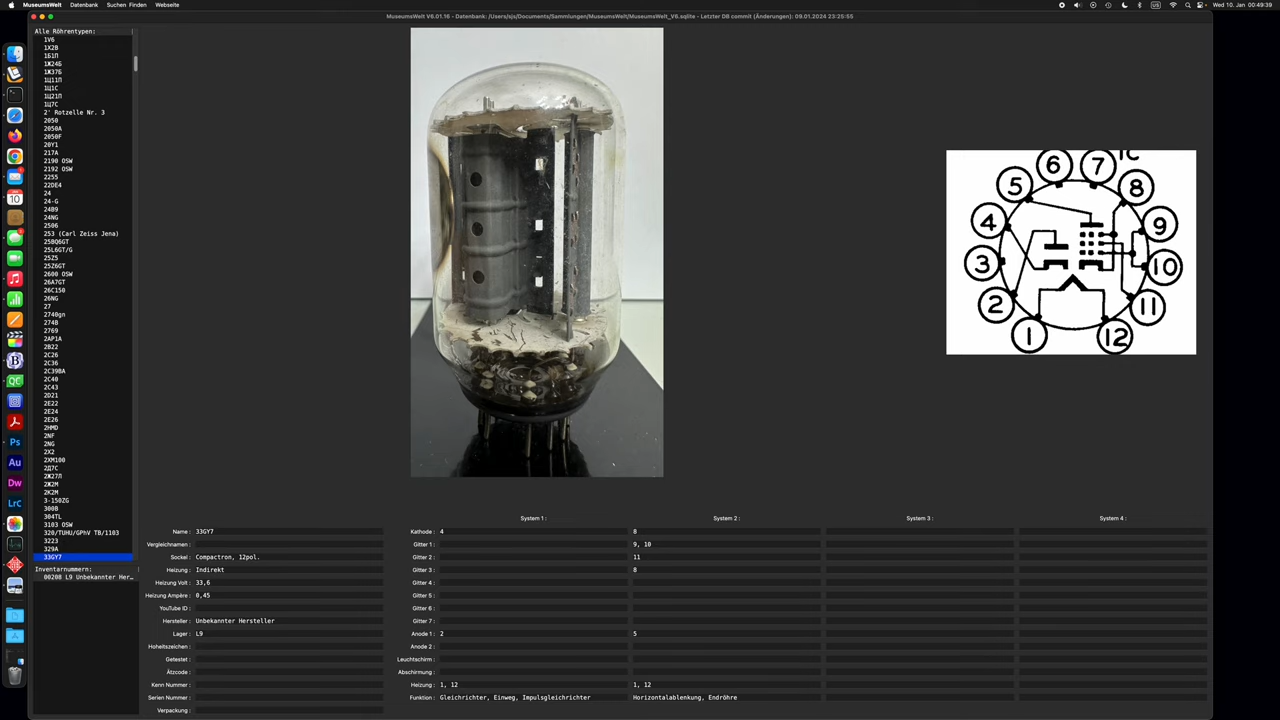 MuseumsWelt Datenbank Suchen Finden Webseite
US
Wed 10. Jan 00:49:39
MuseumsWelt V6.01.16 - Datenbank: /Users/sjs/Documents/Sammlungen/MuseumsWelt/MuseumsWelt_V6.sqlite - Letzter DB commit (Änderungen): 09.01.2024 23:25:55
Alle Röhrentypen:
1V6
1X2B
1Б1П
1Ж24Б
1Ж37Б
1Ц11П
1Ц1С
1Ц21П
1Ц7С
2' Rotzelle Nr. 3
2050
2050A
2050F
20Y1
217A
2190 OSW
2192 OSW
2255
22DE4
24
24-G
24B9
24NG
2506
253 (Carl Zeiss Jena)
25BQ6GT
25L6GT/G
25Z5
25Z6GT
2600 OSW
26A7GT
26C150
26NG
27
2740gn
274B
2769
2AP1A
2B22
2C26
2C36
2C39BA
2C40
2C43
2D21
2E22
2E24
2E26
2HMD
2NF
2NG
2X2
2XM100
2Д7С
2Ж27Л
2Ж2М
2К2М
3-150ZG
300B
304TL
3103 OSW
320/TUHU/GPhV TB/1103
3223
329A
33GY7
Inventarnummern:
00208 L9 Unbekannter Her…
10
Ps
Au
Dw
LrC
QC
1C
1
2
3
4
5
6
7
8
9
10
11
12
System 1 : System 2 : System 3 : System 4 :
Name : 33GY7 Kathode : 4 8
Vergleichnamen : Gitter 1 : 9, 10
Sockel : Compactron, 12pol. Gitter 2 : 11
Heizung : Indirekt Gitter 3 : 8
Heizung Volt : 33,6 Gitter 4 :
Heizung Ampère : 0,45 Gitter 5 :
YouTube ID : Gitter 6 :
Hersteller : Unbekannter Hersteller Gitter 7 :
Lager : L9 Anode 1 : 2 5
Hoheitszeichen : Anode 2 :
Getestet : Leuchtschirm :
Ätzcode : Abschirmung :
Kenn Nummer : Heizung : 1, 12 1, 12
Serien Nummer : Funktion : Gleichrichter, Einweg, Impulsgleichrichter Horizontalablenkung, Endröhre
Verpackung :